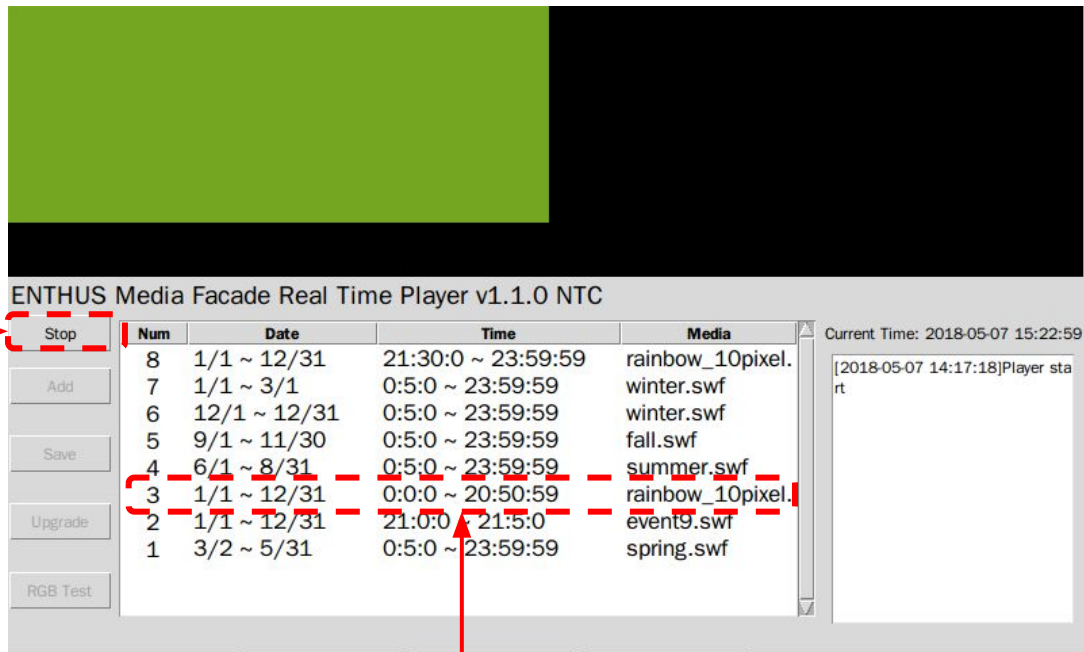 ENTHUS Media Facade Real Time Player v1.1.0 NTC
Stop
Add
Save
Upgrade
RGB Test
Num Date Time Media
8 1/1 ~ 12/31 21:30:0 ~ 23:59:59 rainbow_10pixel.
7 1/1 ~ 3/1 0:5:0 ~ 23:59:59 winter.swf
6 12/1 ~ 12/31 0:5:0 ~ 23:59:59 winter.swf
5 9/1 ~ 11/30 0:5:0 ~ 23:59:59 fall.swf
4 6/1 ~ 8/31 0:5:0 ~ 23:59:59 summer.swf
3 1/1 ~ 12/31 0:0:0 ~ 20:50:59 rainbow_10pixel.
2 1/1 ~ 12/31 21:0:0 ~ 21:5:0 event9.swf
1 3/2 ~ 5/31 0:5:0 ~ 23:59:59 spring.swf
Current Time: 2018-05-07 15:22:59
[2018-05-07 14:17:18]Player sta
rt